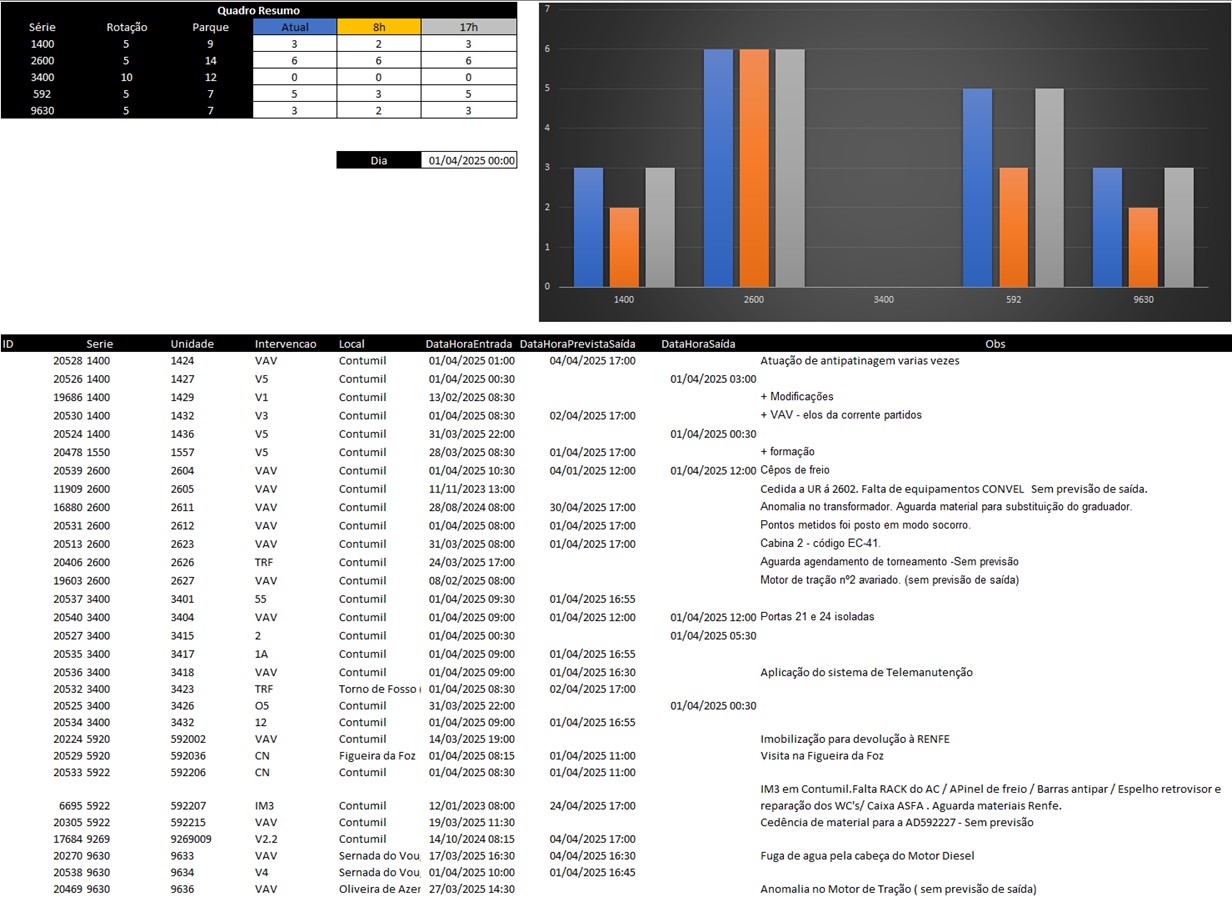 Quadro Resumo
Série Rotação Parque Atual 8h 17h
1400 5 9 3 2 3
2600 5 14 6 6 6
3400 10 12 0 0 0
592 5 7 5 3 5
9630 5 7 3 2 3
Dia 01/04/2025 00:00
7
6
5
4
3
2
1
0
1400 2600 3400 592 9630
ID Serie Unidade Intervencao Local DataHoraEntrada DataHoraPrevistaSaída DataHoraSaída Obs
20528 1400 1424 VAV Contumil 01/04/2025 01:00 04/04/2025 17:00 Atuação de antipatinagem varias vezes
20526 1400 1427 V5 Contumil 01/04/2025 00:30 01/04/2025 03:00
19686 1400 1429 V1 Contumil 13/02/2025 08:30 + Modificações
20530 1400 1432 V3 Contumil 01/04/2025 08:30 02/04/2025 17:00 + VAV - elos da corrente partidos
20524 1400 1436 V5 Contumil 31/03/2025 22:00 01/04/2025 00:30
20478 1550 1557 V5 Contumil 28/03/2025 08:30 01/04/2025 17:00 + formação
20539 2600 2604 VAV Contumil 01/04/2025 10:30 04/01/2025 12:00 01/04/2025 12:00 Cêpos de freio
11909 2600 2605 VAV Contumil 11/11/2023 13:00 Cedida a UR á 2602. Falta de equipamentos CONVEL Sem previsão de saída.
16880 2600 2611 VAV Contumil 28/08/2024 08:00 30/04/2025 17:00 Anomalia no transformador. Aguarda material para substituição do graduador.
20531 2600 2612 VAV Contumil 01/04/2025 08:00 01/04/2025 17:00 Pontos metidos foi posto em modo socorro.
20513 2600 2623 VAV Contumil 31/03/2025 08:00 01/04/2025 17:00 Cabina 2 - código EC-41.
20406 2600 2626 TRF Contumil 24/03/2025 17:00 Aguarda agendamento de torneamento -Sem previsão
19603 2600 2627 VAV Contumil 08/02/2025 08:00 Motor de tração nº2 avariado. (sem previsão de saída)
20537 3400 3401 55 Contumil 01/04/2025 09:30 01/04/2025 16:55
20540 3400 3404 VAV Contumil 01/04/2025 09:00 01/04/2025 12:00 01/04/2025 12:00 Portas 21 e 24 isoladas
20527 3400 3415 2 Contumil 01/04/2025 00:30 01/04/2025 05:30
20535 3400 3417 1A Contumil 01/04/2025 09:00 01/04/2025 16:55
20536 3400 3418 VAV Contumil 01/04/2025 09:00 01/04/2025 16:30 Aplicação do sistema de Telemanutenção
20532 3400 3423 TRF Torno de Fosso ( 01/04/2025 08:30 02/04/2025 17:00
20525 3400 3426 O5 Contumil 31/03/2025 22:00 01/04/2025 00:30
20534 3400 3432 12 Contumil 01/04/2025 09:00 01/04/2025 16:55
20224 5920 592002 VAV Contumil 14/03/2025 19:00 Imobilização para devolução à RENFE
20529 5920 592036 CN Figueira da Foz 01/04/2025 08:15 01/04/2025 11:00 Visita na Figueira da Foz
20533 5922 592206 CN Contumil 01/04/2025 08:30 01/04/2025 11:00
IM3 em Contumil.Falta RACK do AC / APinel de freio / Barras antipar / Espelho retrovisor e
6695 5922 592207 IM3 Contumil 12/01/2023 08:00 24/04/2025 17:00 reparação dos WC's/ Caixa ASFA . Aguarda materiais Renfe.
20305 5922 592215 VAV Contumil 19/03/2025 11:30 Cedência de material para a AD592227 - Sem previsão
17684 9269 9269009 V2.2 Contumil 14/10/2024 08:15 04/04/2025 17:00
20270 9630 9633 VAV Sernada do Vou, 17/03/2025 16:30 04/04/2025 16:30 Fuga de agua pela cabeça do Motor Diesel
20538 9630 9634 V4 Sernada do Vou, 01/04/2025 10:00 01/04/2025 16:45
20469 9630 9636 VAV Oliveira de Azer 27/03/2025 14:30 Anomalia no Motor de Tração ( sem previsão de saída)